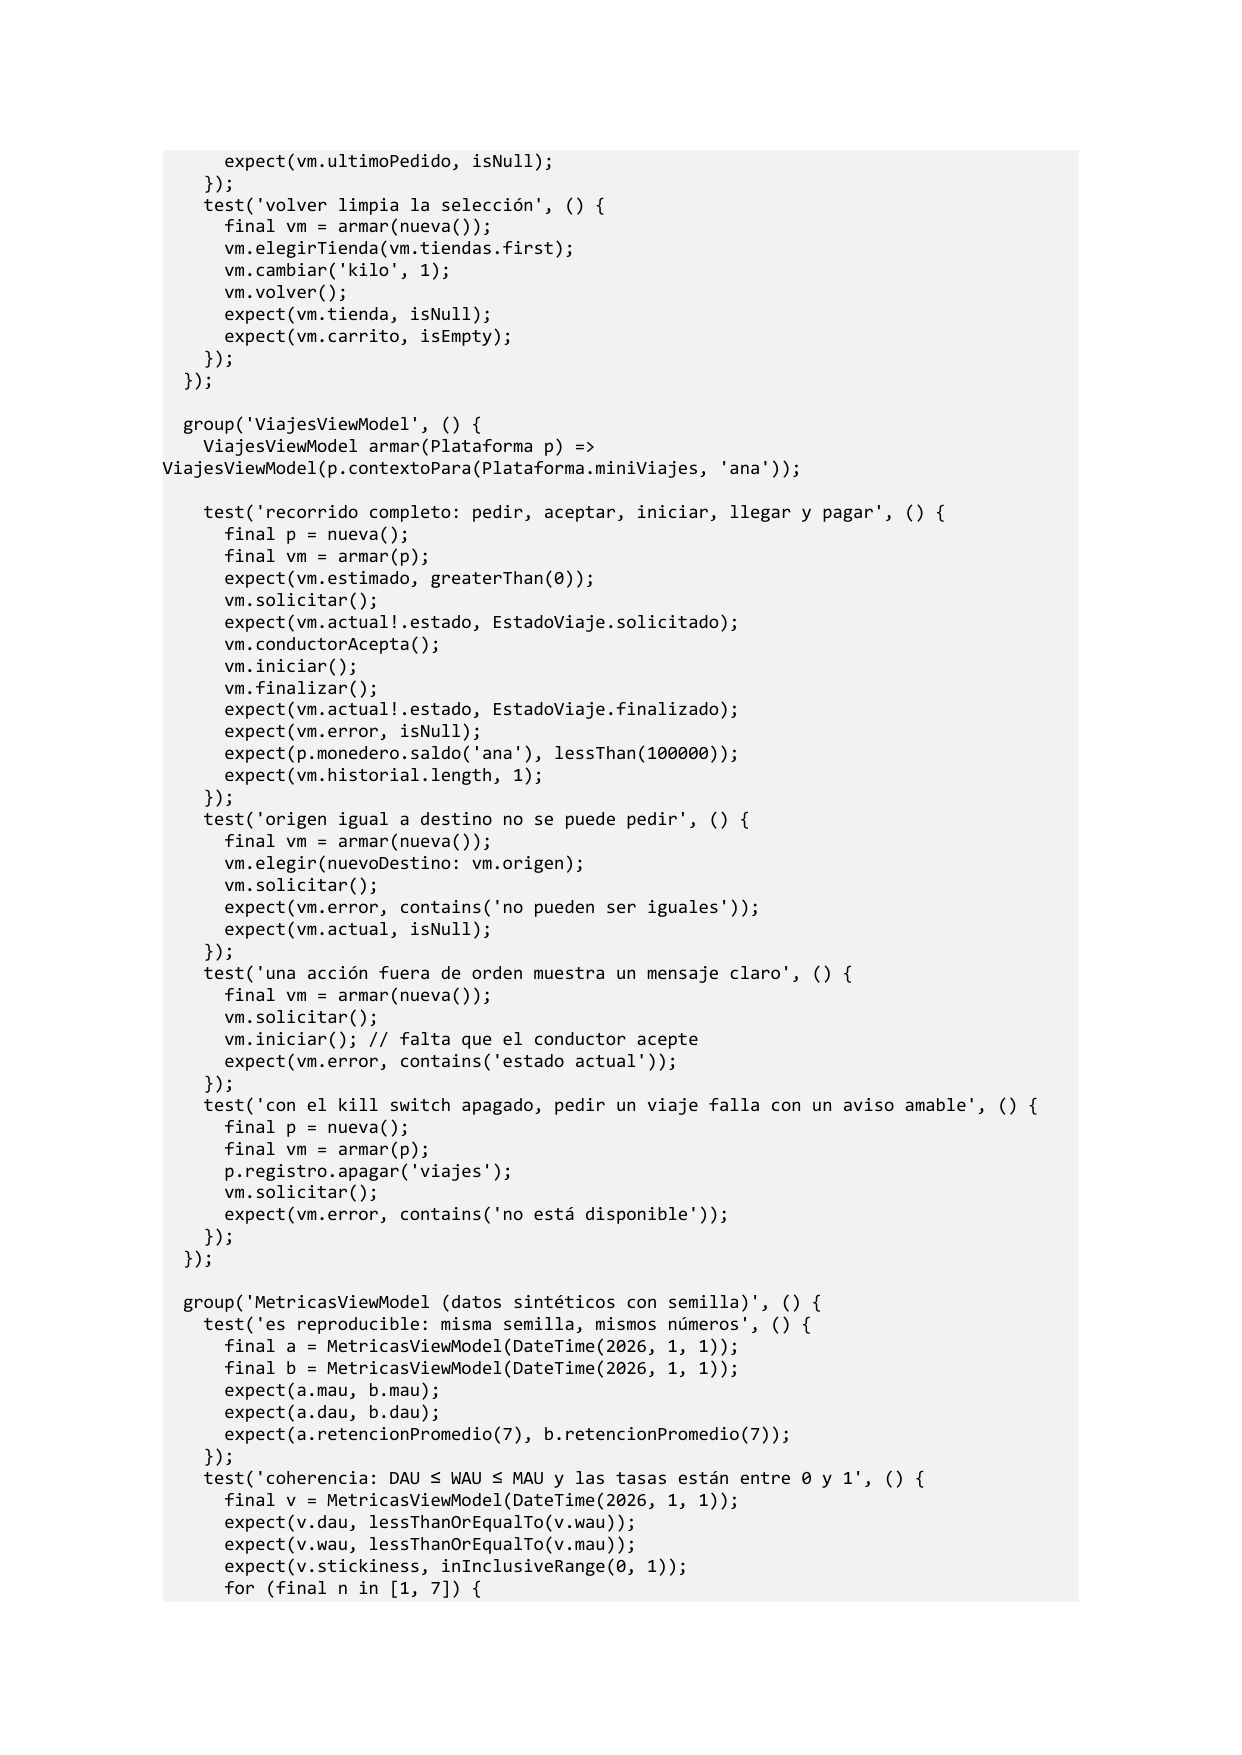 expect(vm.ultimoPedido, isNull);
    });
    test('volver limpia la selección', () {
      final vm = armar(nueva());
      vm.elegirTienda(vm.tiendas.first);
      vm.cambiar('kilo', 1);
      vm.volver();
      expect(vm.tienda, isNull);
      expect(vm.carrito, isEmpty);
    });
  });

  group('ViajesViewModel', () {
    ViajesViewModel armar(Plataforma p) =>
ViajesViewModel(p.contextoPara(Plataforma.miniViajes, 'ana'));

    test('recorrido completo: pedir, aceptar, iniciar, llegar y pagar', () {
      final p = nueva();
      final vm = armar(p);
      expect(vm.estimado, greaterThan(0));
      vm.solicitar();
      expect(vm.actual!.estado, EstadoViaje.solicitado);
      vm.conductorAcepta();
      vm.iniciar();
      vm.finalizar();
      expect(vm.actual!.estado, EstadoViaje.finalizado);
      expect(vm.error, isNull);
      expect(p.monedero.saldo('ana'), lessThan(100000));
      expect(vm.historial.length, 1);
    });
    test('origen igual a destino no se puede pedir', () {
      final vm = armar(nueva());
      vm.elegir(nuevoDestino: vm.origen);
      vm.solicitar();
      expect(vm.error, contains('no pueden ser iguales'));
      expect(vm.actual, isNull);
    });
    test('una acción fuera de orden muestra un mensaje claro', () {
      final vm = armar(nueva());
      vm.solicitar();
      vm.iniciar(); // falta que el conductor acepte
      expect(vm.error, contains('estado actual'));
    });
    test('con el kill switch apagado, pedir un viaje falla con un aviso amable', () {
      final p = nueva();
      final vm = armar(p);
      p.registro.apagar('viajes');
      vm.solicitar();
      expect(vm.error, contains('no está disponible'));
    });
  });

  group('MetricasViewModel (datos sintéticos con semilla)', () {
    test('es reproducible: misma semilla, mismos números', () {
      final a = MetricasViewModel(DateTime(2026, 1, 1));
      final b = MetricasViewModel(DateTime(2026, 1, 1));
      expect(a.mau, b.mau);
      expect(a.dau, b.dau);
      expect(a.retencionPromedio(7), b.retencionPromedio(7));
    });
    test('coherencia: DAU ≤ WAU ≤ MAU y las tasas están entre 0 y 1', () {
      final v = MetricasViewModel(DateTime(2026, 1, 1));
      expect(v.dau, lessThanOrEqualTo(v.wau));
      expect(v.wau, lessThanOrEqualTo(v.mau));
      expect(v.stickiness, inInclusiveRange(0, 1));
      for (final n in [1, 7]) {